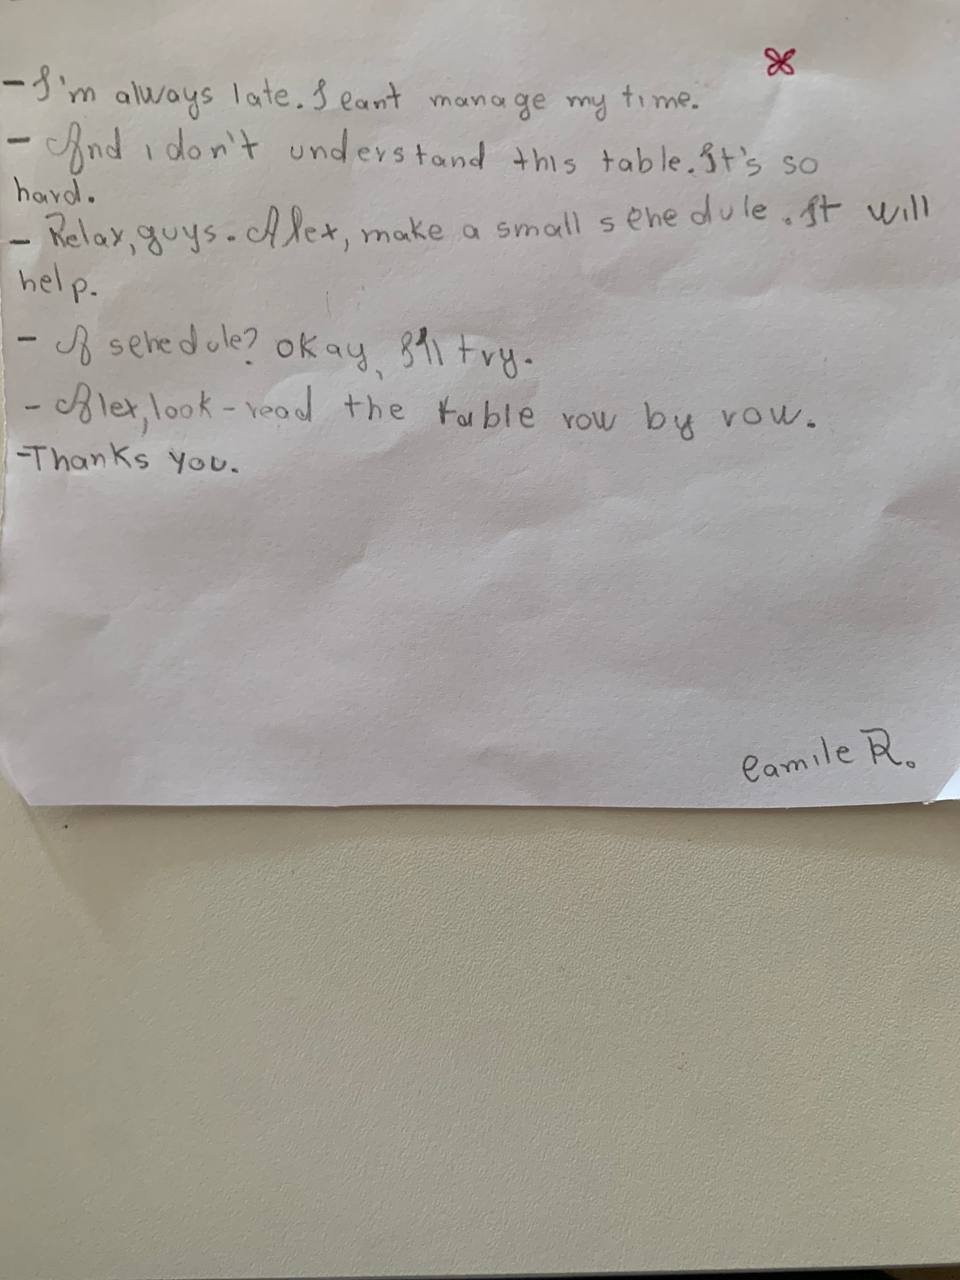 - I'm always late. I cant manage my time.
- And i don't understand this table. It's so
hard.
- Relax, guys. Alex, make a small schedule. It will
help.
- A schedule? okay, I'll try.
- Alex, look - read the table row by row.
- Thanks you.
Camile R.